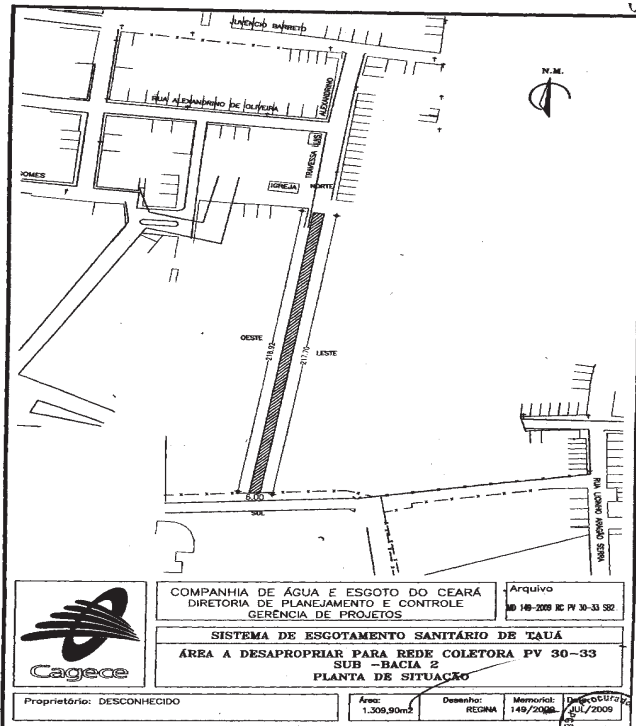 JUVENCIO BARRETO
N.M.
RUA ALEXANDRINO DE OLIVEIRA
ALEXANDRINO
TRAVESSA LINS
GOMES
IGREJA
NORTE
OESTE
218,92
217,70
LESTE
6.00
SUL
RUA
SERRA
Cagece
COMPANHIA DE ÁGUA E ESGOTO DO CEARÁ
DIRETORIA DE PLANEJAMENTO E CONTROLE
GERÊNCIA DE PROJETOS
Arquivo
MD 149-2009 RC PV 30-33 SB2
SISTEMA DE ESGOTAMENTO SANITÁRIO DE TAUÁ
ÁREA A DESAPROPRIAR PARA REDE COLETORA PV 30-33
SUB -BACIA 2
PLANTA DE SITUACÃO
Proprietário: DESCONHECIDO
Área:
1.309,90m2
Desenho:
REGINA
Memorial:
149/2009
JUL/2009